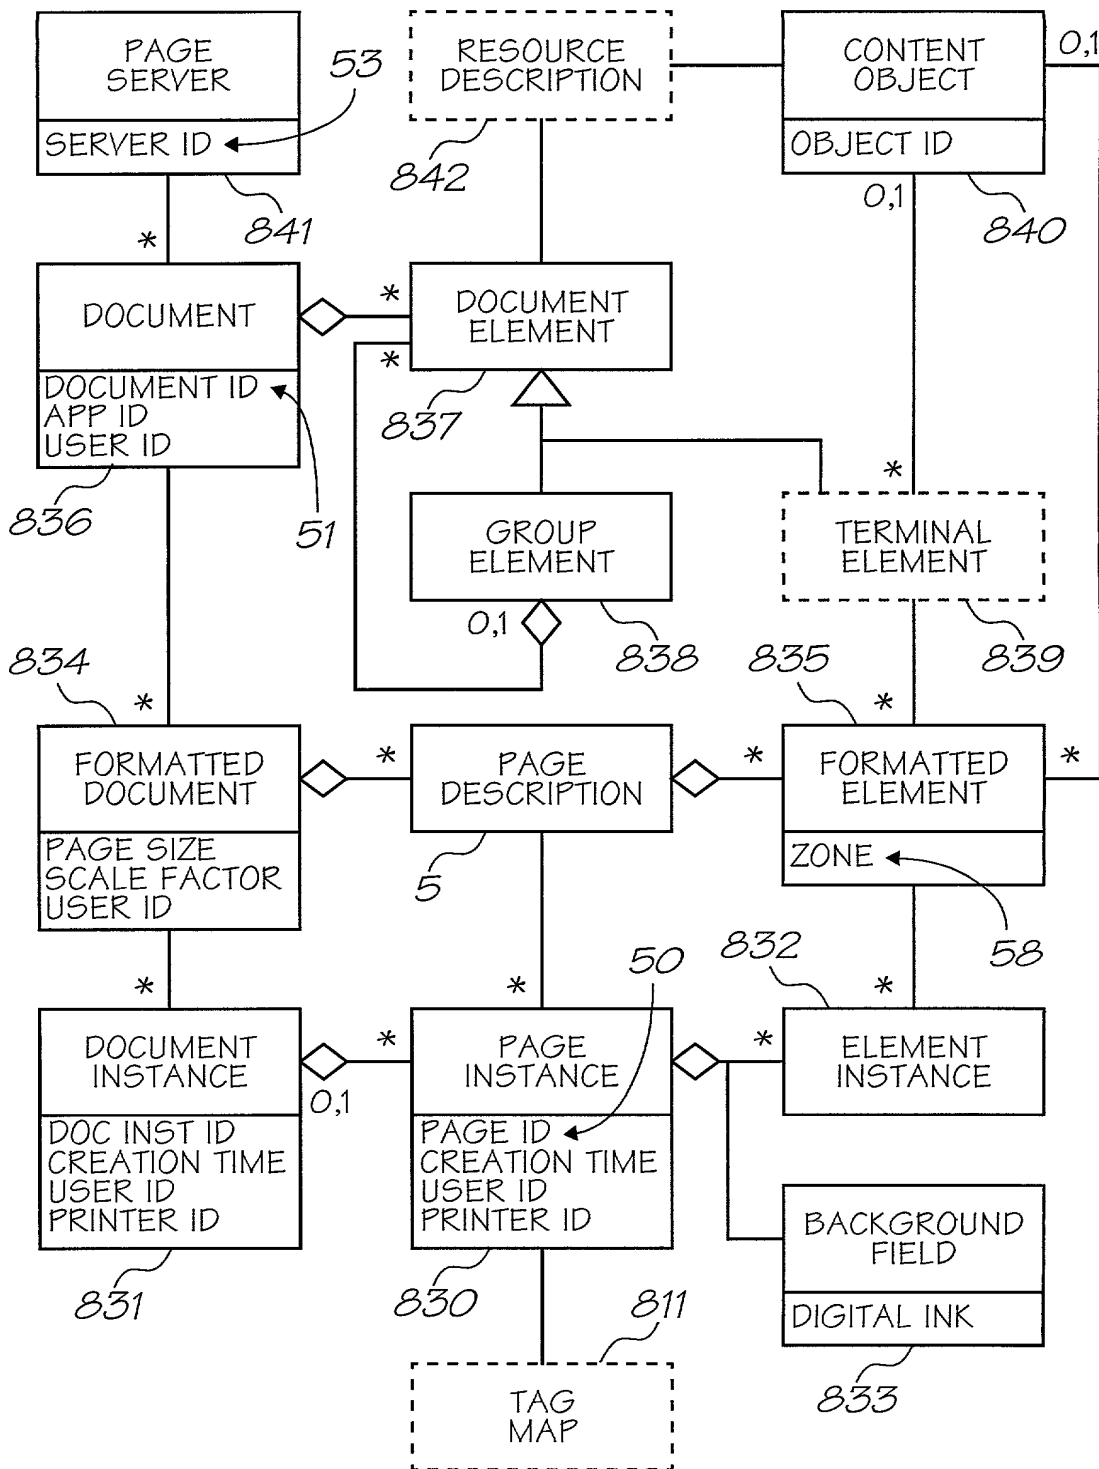 PAGE
SERVER
SERVER ID
53
841
RESOURCE
DESCRIPTION
842
CONTENT
OBJECT
OBJECT ID
0,1
0,1
840
*
DOCUMENT
DOCUMENT ID
APP ID
USER ID
836
51
*
*
DOCUMENT
ELEMENT
837
GROUP
ELEMENT
0,1
838
*
TERMINAL
ELEMENT
839
834
*
FORMATTED
DOCUMENT
PAGE SIZE
SCALE FACTOR
USER ID
*
PAGE
DESCRIPTION
5
835
*
*
*
FORMATTED
ELEMENT
ZONE
58
*
DOCUMENT
INSTANCE
0,1
DOC INST ID
CREATION TIME
USER ID
PRINTER ID
831
*
*
50
PAGE
INSTANCE
PAGE ID
CREATION TIME
USER ID
PRINTER ID
830
832
*
*
ELEMENT
INSTANCE
BACKGROUND
FIELD
DIGITAL INK
833
811
TAG
MAP